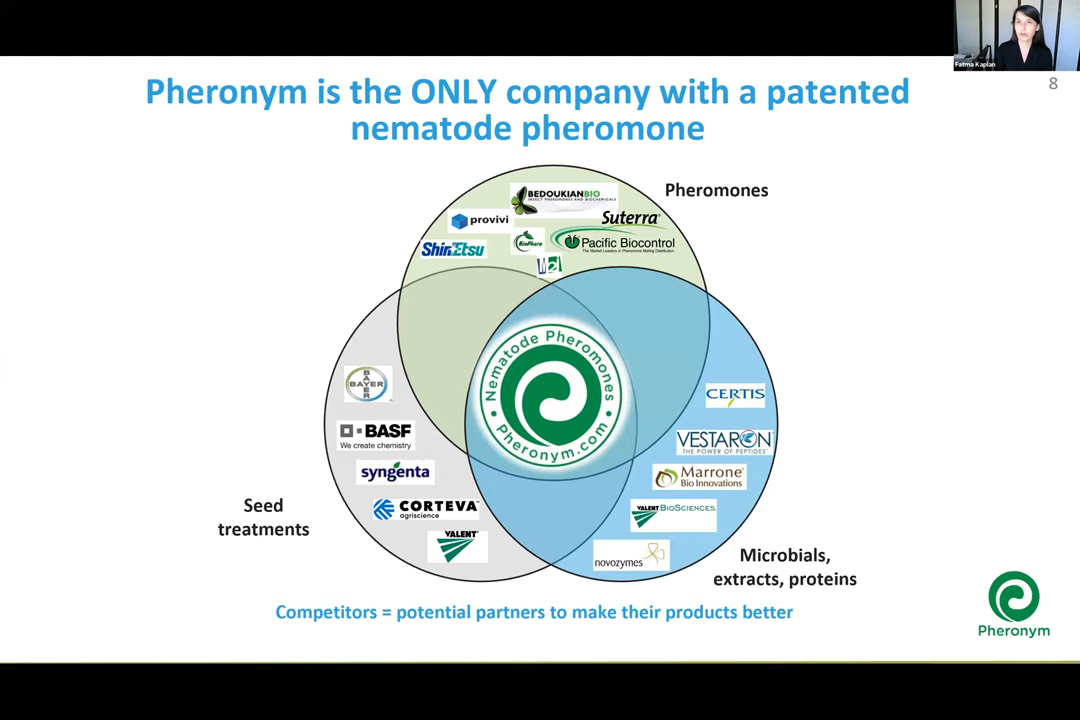 Fatma Kaplan
8
Pheronym is the ONLY company with a patented
nematode pheromone
Pheromones
BEDOUKIANBIO
INSECT PHEROMONES AND BIOCHEMICALS
provivi
Suterra®
ShinEtsu
BioPhero
Pacific Biocontrol
The Market Leaders in Pheromone Mating Disruption
M2i
Nematode Pheromones
Pheronym.com
BAYER
BAYER
BASF
We create chemistry
syngenta
CORTEVA
agriscience
VALENT
CERTIS
VESTARON
THE POWER OF PEPTIDES
Marrone®
Bio Innovations
VALENT BIOSCIENCES
novozymes
Seed
treatments
Microbials,
extracts, proteins
Competitors = potential partners to make their products better
Pheronym